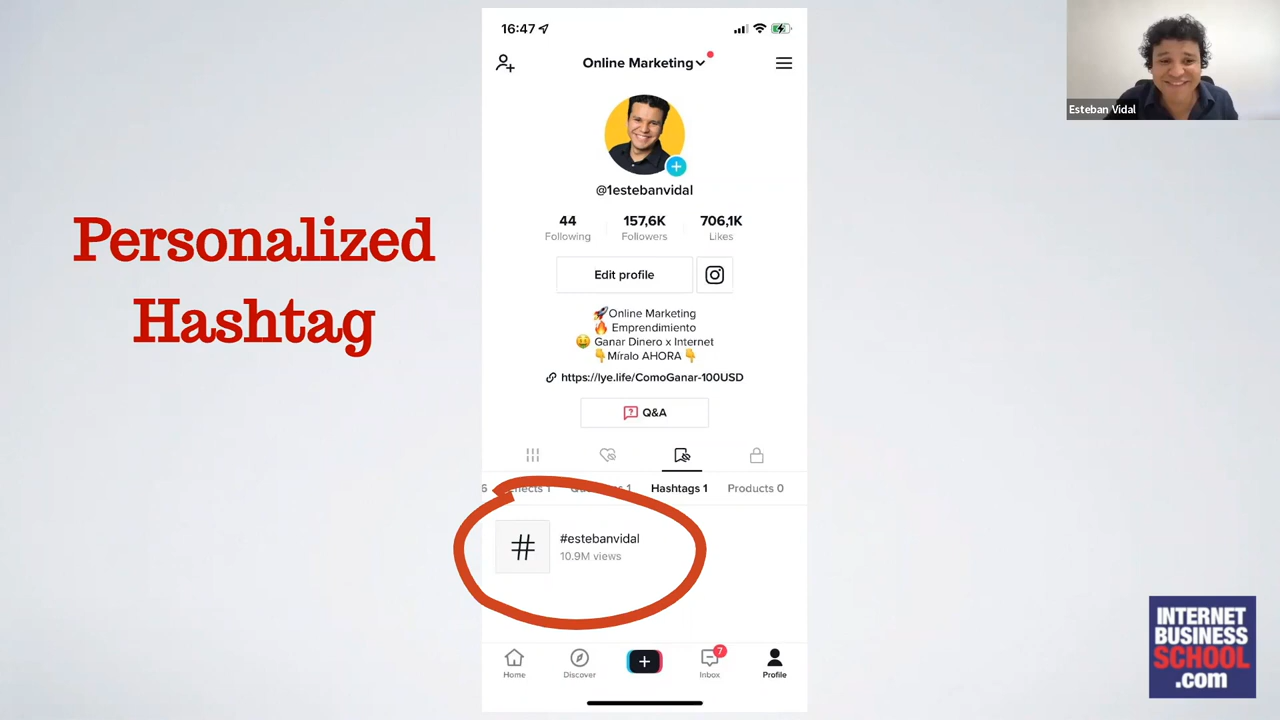 Personalized
Hashtag
16:47
Online Marketing
@1estebanvidal
44
Following
157,6K
Followers
706,1K
Likes
Edit profile
🚀Online Marketing
🔥 Emprendimiento
🤑 Ganar Dinero x Internet
👇Míralo AHORA 👇
https://lye.life/ComoGanar-100USD
Q&A
Hashtags 1
Products 0
#
#estebanvidal
10.9M views
Home
Discover
7
Inbox
Profile
Esteban Vidal
INTERNET
BUSINESS
SCHOOL
.com